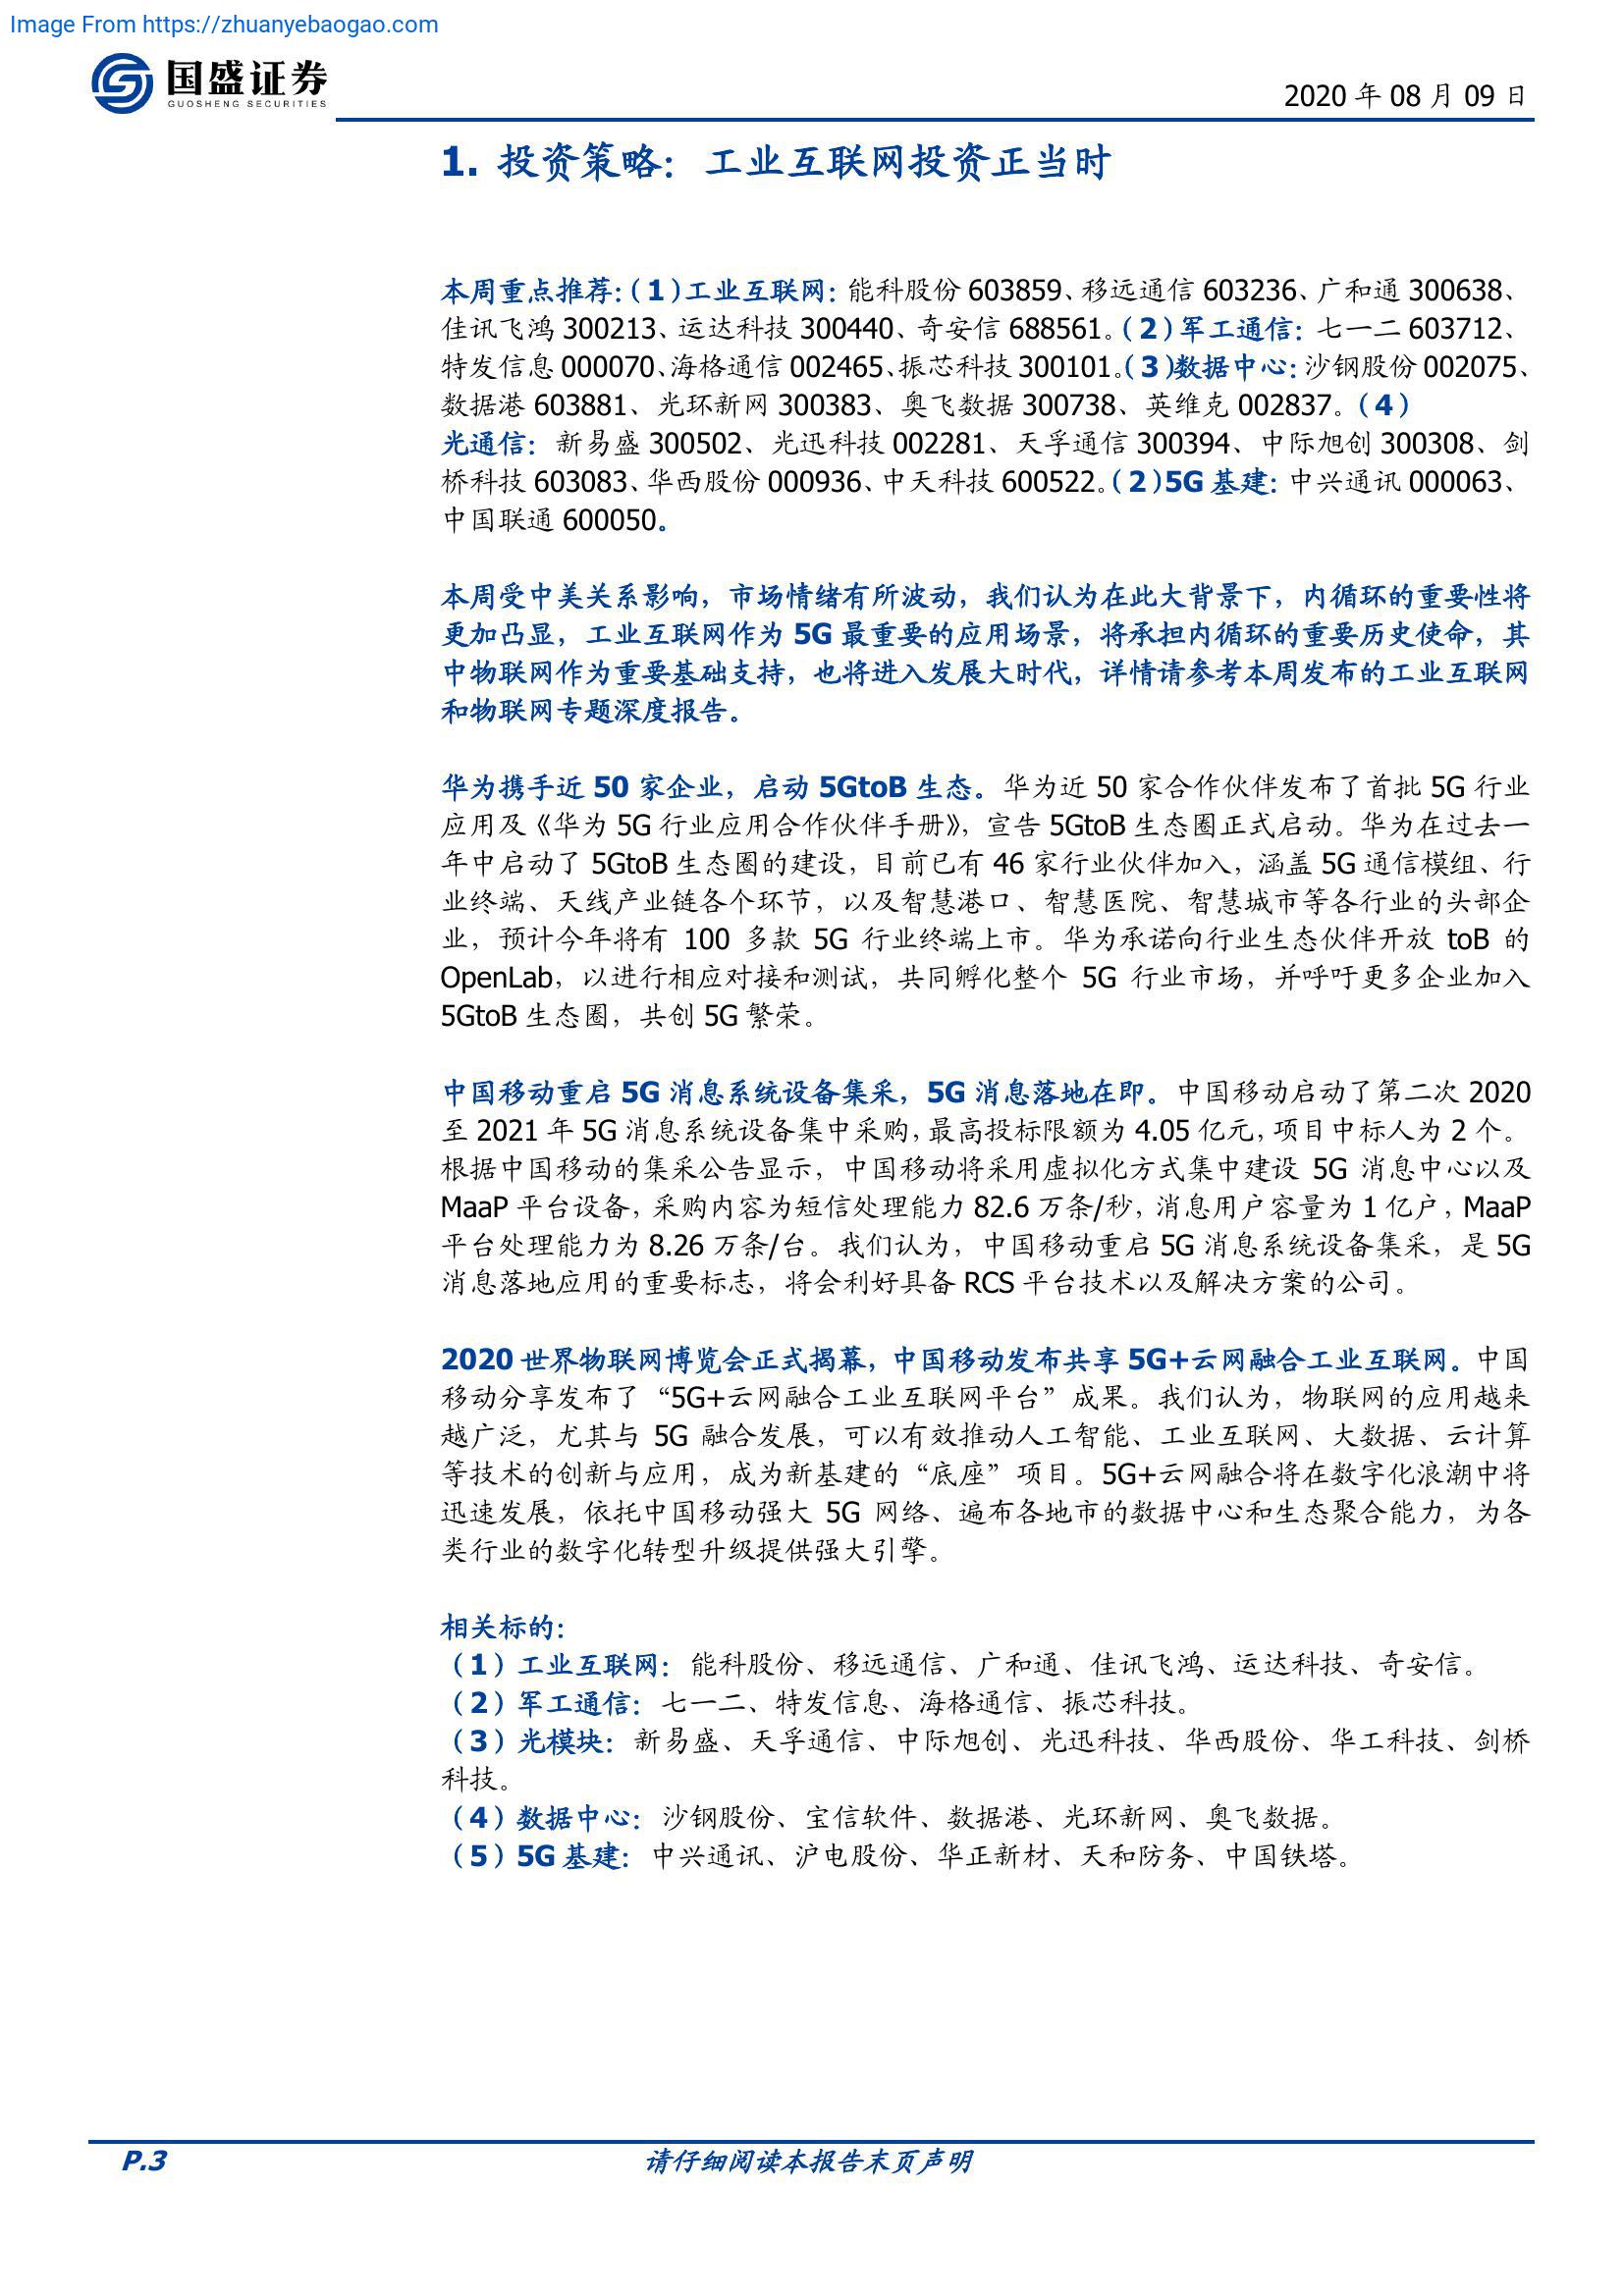 Image From https://zhuanyebaogao.com
国盛证券
GUOSHENG SECURITIES
2020 年 08 月 09 日
1. 投资策略：工业互联网投资正当时
本周重点推荐：（1）工业互联网：能科股份 603859、移远通信 603236、广和通 300638、
佳讯飞鸿 300213、运达科技 300440、奇安信 688561。（2）军工通信：七一二 603712、
特发信息 000070、海格通信 002465、振芯科技 300101。（3）数据中心：沙钢股份 002075、
数据港 603881、光环新网 300383、奥飞数据 300738、英维克 002837。（4）
光通信：新易盛 300502、光迅科技 002281、天孚通信 300394、中际旭创 300308、剑
桥科技 603083、华西股份 000936、中天科技 600522。（2）5G 基建：中兴通讯 000063、
中国联通 600050。
本周受中美关系影响，市场情绪有所波动，我们认为在此大背景下，内循环的重要性将
更加凸显，工业互联网作为 5G 最重要的应用场景，将承担内循环的重要历史使命，其
中物联网作为重要基础支持，也将进入发展大时代，详情请参考本周发布的工业互联网
和物联网专题深度报告。
华为携手近 50 家企业，启动 5GtoB 生态。华为近 50 家合作伙伴发布了首批 5G 行业
应用及《华为 5G 行业应用合作伙伴手册》，宣告 5GtoB 生态圈正式启动。华为在过去一
年中启动了 5GtoB 生态圈的建设，目前已有 46 家行业伙伴加入，涵盖 5G 通信模组、行
业终端、天线产业链各个环节，以及智慧港口、智慧医院、智慧城市等各行业的头部企
业，预计今年将有 100 多款 5G 行业终端上市。华为承诺向行业生态伙伴开放 toB 的
OpenLab，以进行相应对接和测试，共同孵化整个 5G 行业市场，并呼吁更多企业加入
5GtoB 生态圈，共创 5G 繁荣。
中国移动重启 5G 消息系统设备集采，5G 消息落地在即。中国移动启动了第二次 2020
至 2021 年 5G 消息系统设备集中采购，最高投标限额为 4.05 亿元，项目中标人为 2 个。
根据中国移动的集采公告显示，中国移动将采用虚拟化方式集中建设 5G 消息中心以及
MaaP 平台设备，采购内容为短信处理能力 82.6 万条/秒，消息用户容量为 1 亿户，MaaP
平台处理能力为 8.26 万条/台。我们认为，中国移动重启 5G 消息系统设备集采，是 5G
消息落地应用的重要标志，将会利好具备 RCS 平台技术以及解决方案的公司。
2020 世界物联网博览会正式揭幕，中国移动发布共享 5G+云网融合工业互联网。中国
移动分享发布了“5G+云网融合工业互联网平台”成果。我们认为，物联网的应用越来
越广泛，尤其与 5G 融合发展，可以有效推动人工智能、工业互联网、大数据、云计算
等技术的创新与应用，成为新基建的“底座”项目。5G+云网融合将在数字化浪潮中将
迅速发展，依托中国移动强大 5G 网络、遍布各地市的数据中心和生态聚合能力，为各
类行业的数字化转型升级提供强大引擎。
相关标的：
（1）工业互联网：能科股份、移远通信、广和通、佳讯飞鸿、运达科技、奇安信。
（2）军工通信：七一二、特发信息、海格通信、振芯科技。
（3）光模块：新易盛、天孚通信、中际旭创、光迅科技、华西股份、华工科技、剑桥
科技。
（4）数据中心：沙钢股份、宝信软件、数据港、光环新网、奥飞数据。
（5）5G 基建：中兴通讯、沪电股份、华正新材、天和防务、中国铁塔。
P.3
请仔细阅读本报告末页声明